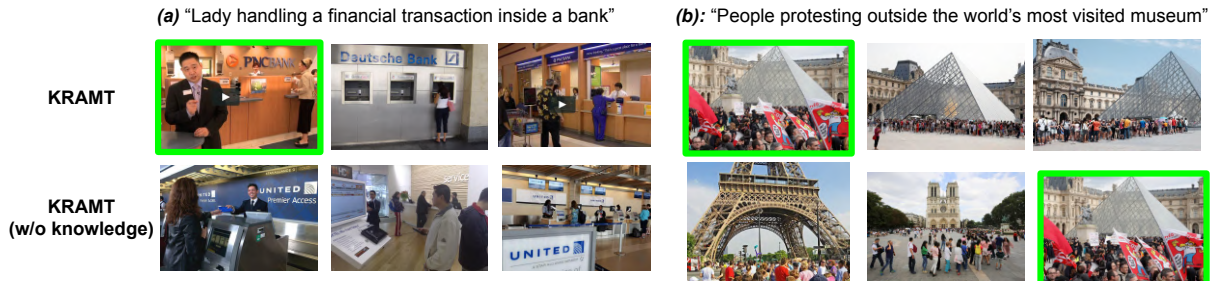 (a) “Lady handling a financial transaction inside a bank”
(b): “People protesting outside the world’s most visited museum”
KRAMT
PNCBANK
Deutsche Bank
KRAMT
(w/o knowledge)
UNITED
Premier Access
service
UNITED